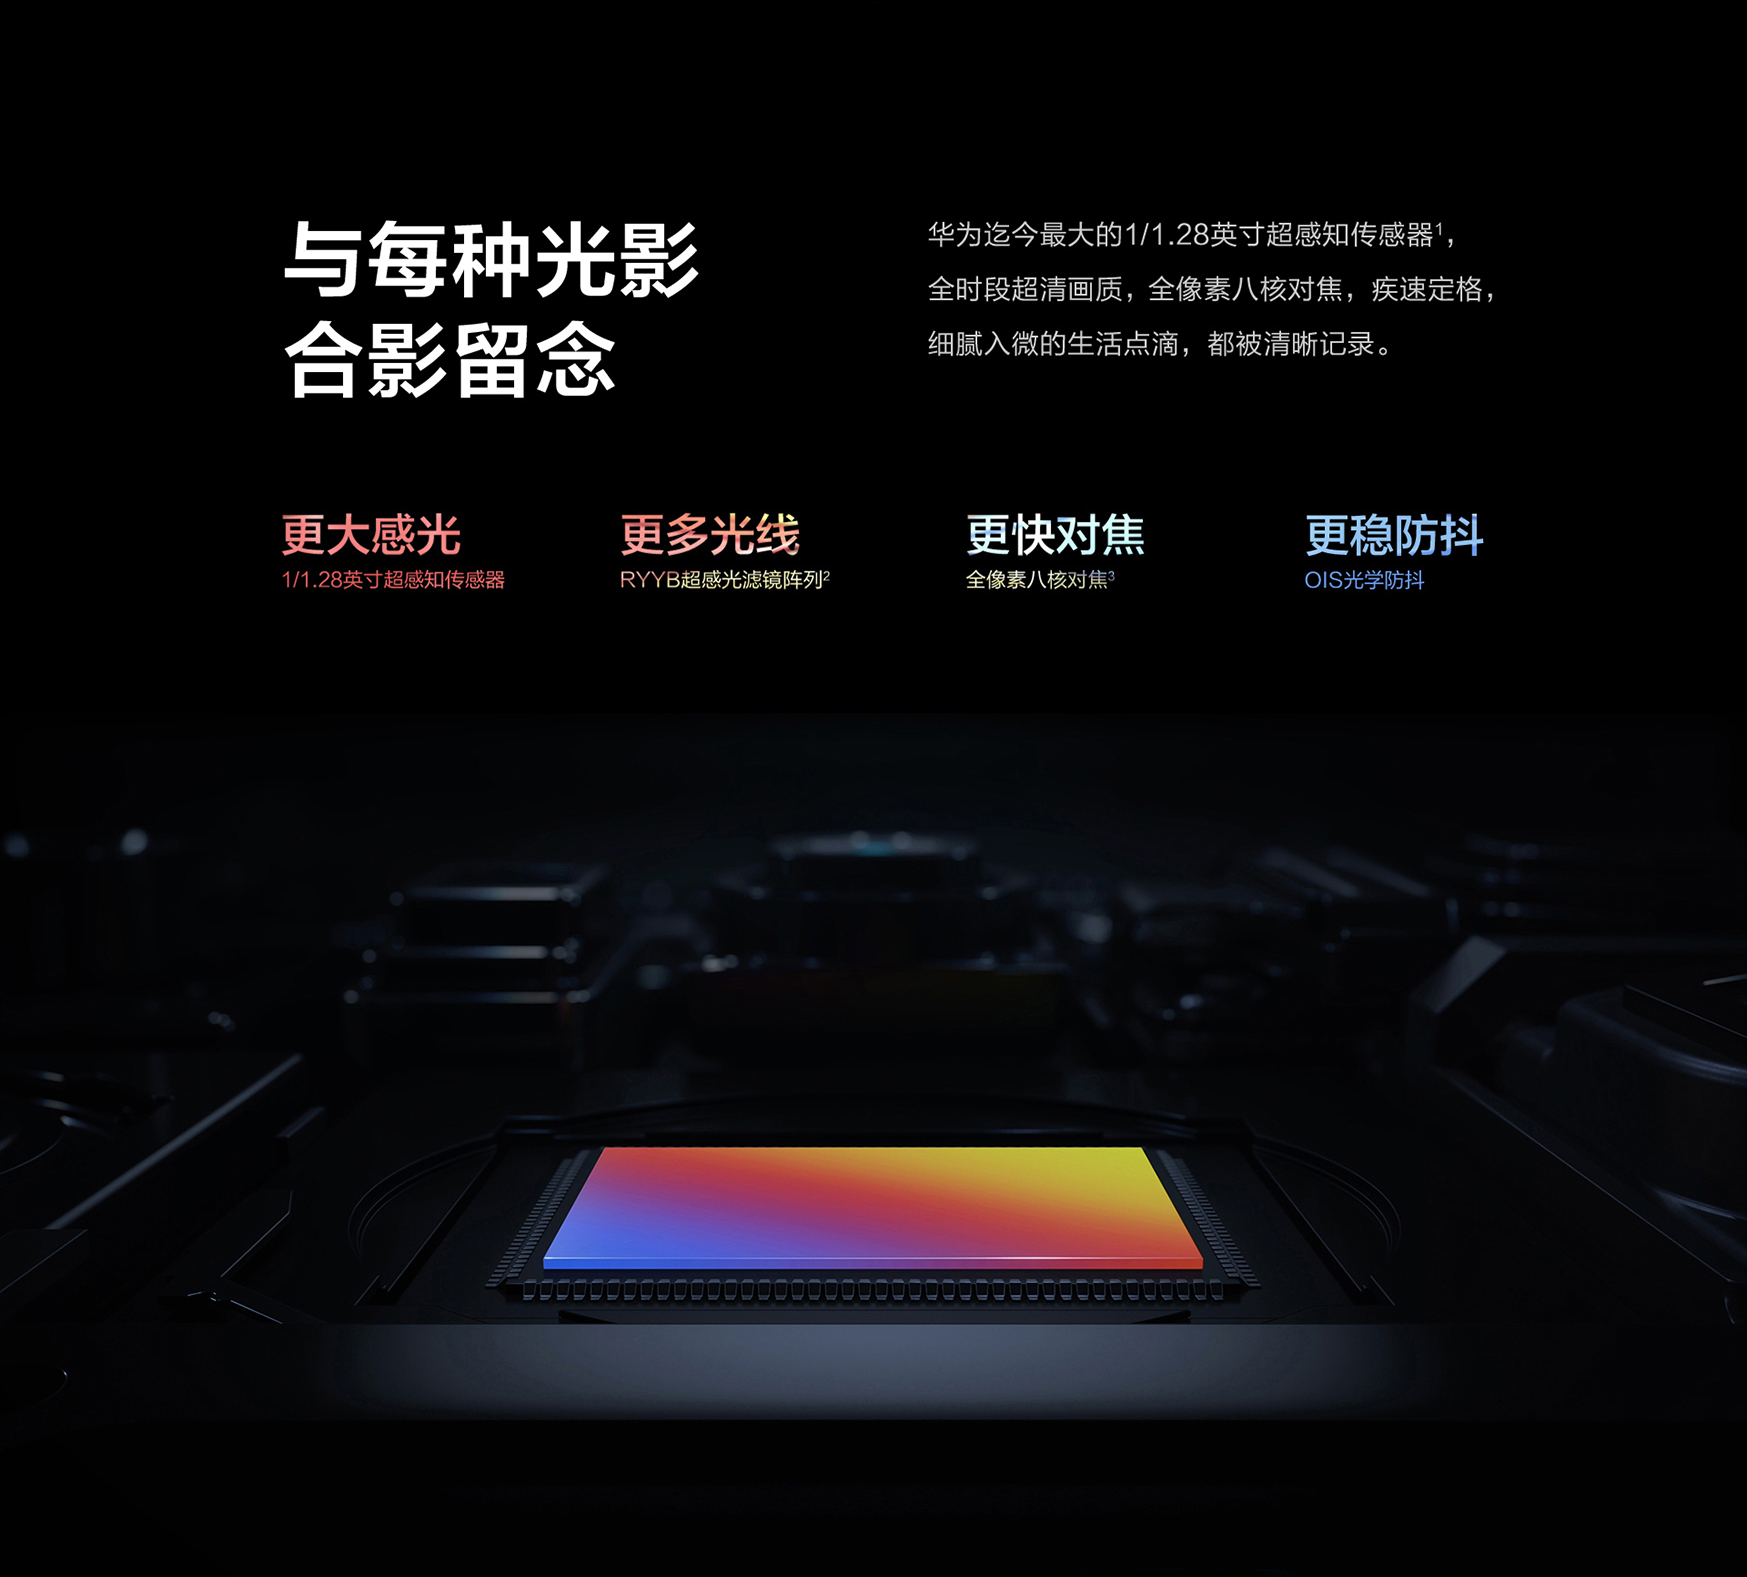 与每种光影
合影留念
华为迄今最大的1/1.28英寸超感知传感器¹，
全时段超清画质，全像素八核对焦，疾速定格，
细腻入微的生活点滴，都被清晰记录。
更大感光
1/1.28英寸超感知传感器
更多光线
RYYB超感光滤镜阵列²
更快对焦
全像素八核对焦³
更稳防抖
OIS光学防抖